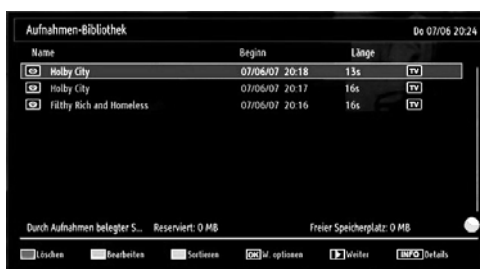 Aufnahmen-Bibliothek Do 07/06 20:24
Name Beginn Länge
Holby City 07/06/07 20:18 13s TV
Holby City 07/06/07 20:17 16s TV
Filthy Rich and Homeless 07/06/07 20:16 16s TV
Durch Aufnahmen belegter S... Reserviert: 0 MB Freier Speicherplatz: 0 MB
Löschen Bearbeiten Sortieren OK W. optionen Weiter INFO Details